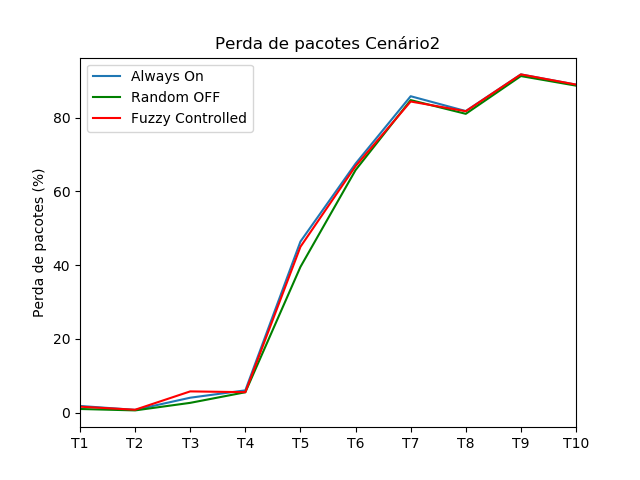 Perda de pacotes Cenário2
Always On
Random OFF
Fuzzy Controlled
Perda de pacotes (%)
80
60
40
20
0
T1 T2 T3 T4 T5 T6 T7 T8 T9 T10